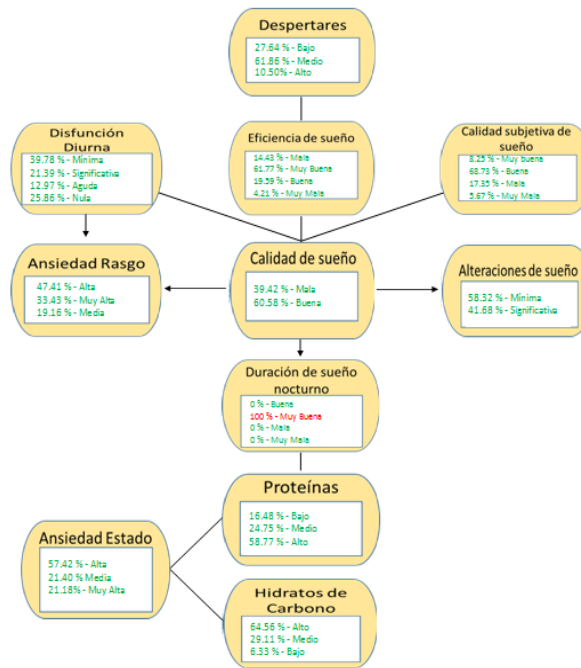 Despertares
27.64 % - Bajo
61.86 % - Medio
10.50% - Alto
Disfunción
Diurna
39.78 % - Mínima
21.39 % - Significativa
12.97 % - Aguda
25.86 % - Nula
Eficiencia de sueño
14.43 % - Mala
61.77 % - Muy Buena
19.59 % - Buena
4.21 % - Muy Mala
Calidad subjetiva de
sueño
8.25 % - Muy buena
68.73 % - Buena
17.35 % - Mala
5.67 % - Muy Mala
Ansiedad Rasgo
47.41 % - Alta
33.43 % - Muy Alta
19.16 % - Media
Calidad de sueño
39.42 % - Mala
60.58 % - Buena
Alteraciones de sueño
58.32 % - Mínima
41.68 % - Significativa
Duración de sueño
nocturno
0 % - Buena
100 % - Muy Buena
0 % - Mala
0 % - Muy Mala
Proteínas
16.48 % - Bajo
24.75 % - Medio
58.77 % - Alto
Ansiedad Estado
57.42 % - Alta
21.40 % Media
21.18% - Muy Alta
Hidratos de
Carbono
64.56 % - Alto
29.11 % - Medio
6.33 % - Bajo